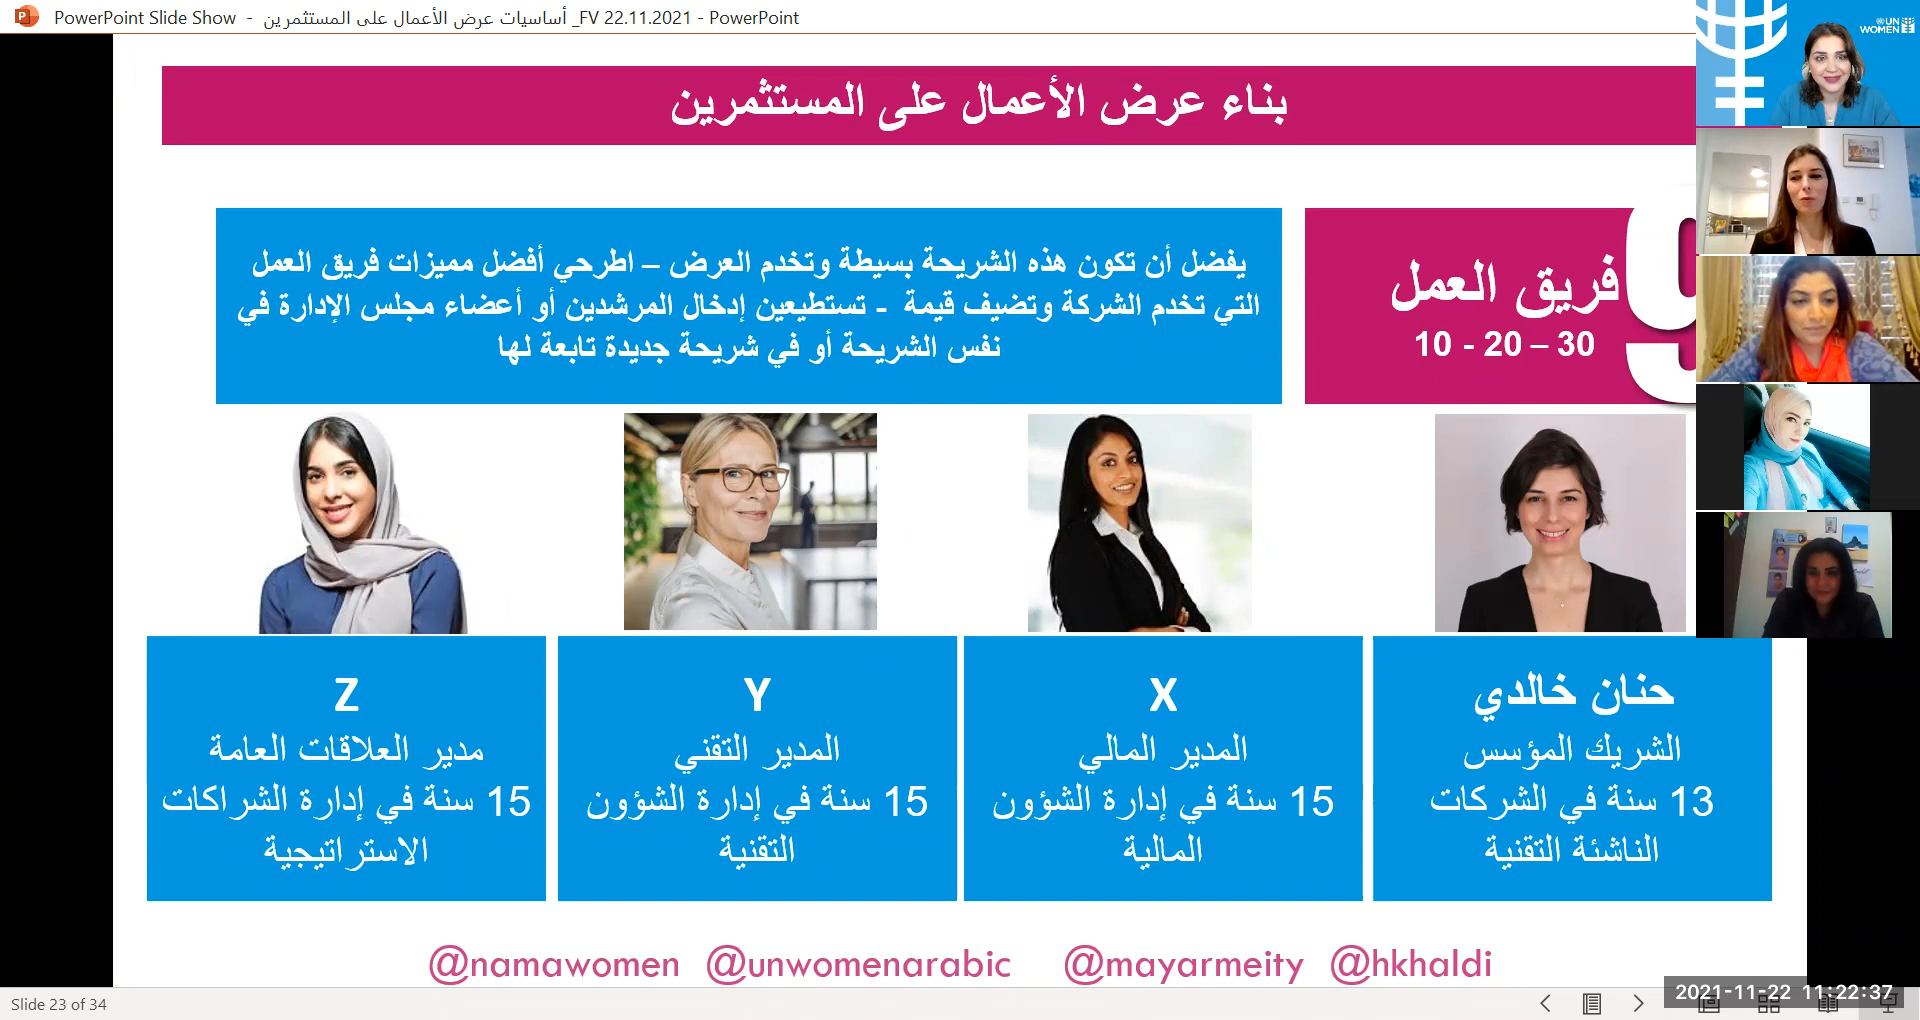 PowerPoint Slide Show - أساسيات عرض الأعمال على المستثمرين _FV 22.11.2021 - PowerPoint
UN
WOMEN
بناء عرض الأعمال على المستثمرين
9
فريق العمل
10 - 20 – 30
يفضل أن تكون هذه الشريحة بسيطة وتخدم العرض – اطرحي أفضل مميزات فريق العمل
التي تخدم الشركة وتضيف قيمة - تستطيعين إدخال المرشدين أو أعضاء مجلس الإدارة في
نفس الشريحة أو في شريحة جديدة تابعة لها
حنان خالدي
الشريك المؤسس
13 سنة في الشركات
الناشئة التقنية
X
المدير المالي
15 سنة في إدارة الشؤون
المالية
Y
المدير التقني
15 سنة في إدارة الشؤون
التقنية
Z
مدير العلاقات العامة
15 سنة في إدارة الشراكات
الاستراتيجية
@namawomen @unwomenarabic @mayarmeity @hkhaldi
Slide 23 of 34
2021-11-22 11:22:37